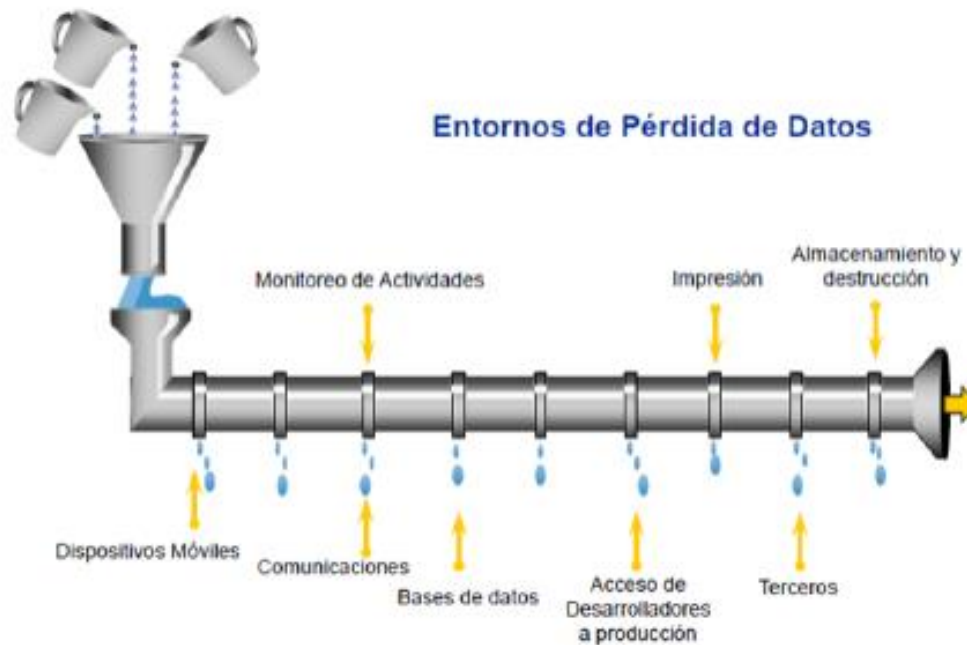 Entornos de Pérdida de Datos
Almacenamiento y
destrucción
Monitoreo de Actividades
Impresión
Dispositivos Móviles
Comunicaciones
Bases de datos
Acceso de
Desarrolladores
a producción
Terceros